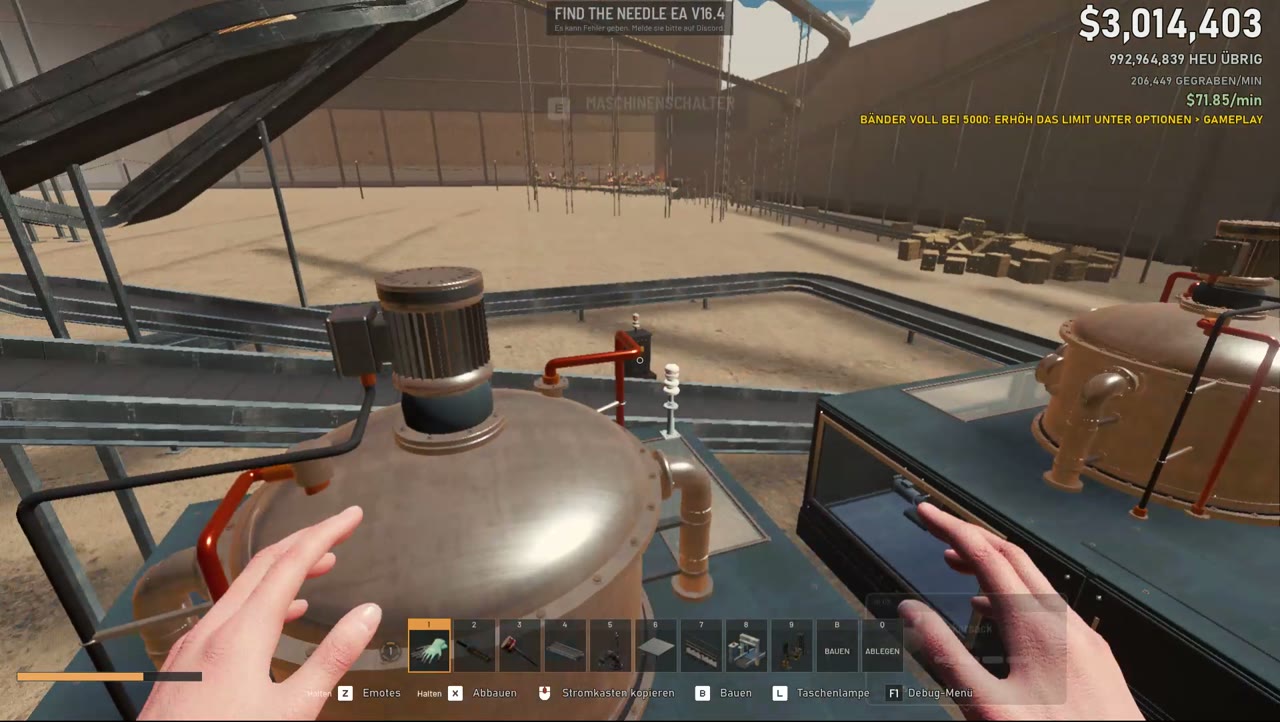 FIND THE NEEDLE EA V16.4
Es kann Fehler geben. Melde sie bitte auf Discord.
$3,014,403
992,964,839 HEU ÜBRIG
206,449 GEGRABEN/MIN
$71.85/min
BÄNDER VOLL BEI 5000: ERHÖH DAS LIMIT UNTER OPTIONEN > GAMEPLAY
E MASCHINENSCHALTER
1 2 3 4 5 6 7 8 9 B 0
BAUEN ABLEGEN
Halten Z Emotes Halten X Abbauen Stromkasten kopieren B Bauen L Taschenlampe F1 Debug-Menü